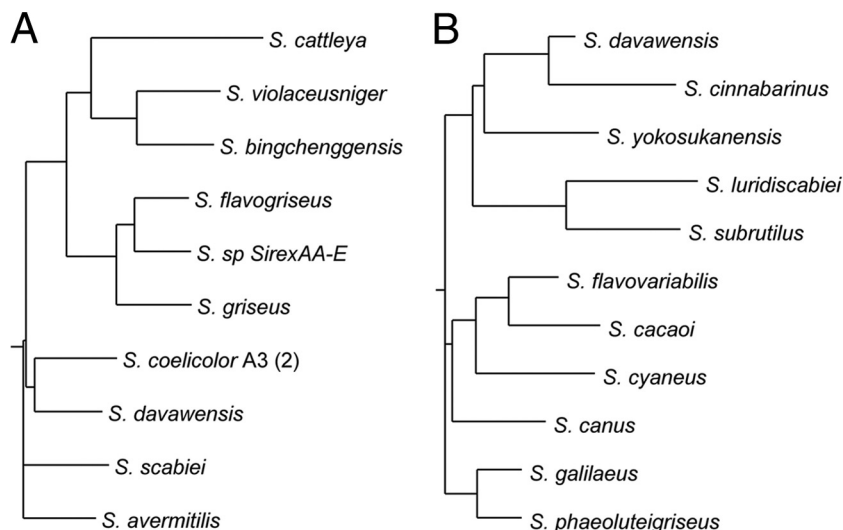 A
S. cattleya
S. violaceusniger
S. bingchenggensis
S. flavogriseus
S. sp SirexAA-E
S. griseus
S. coelicolor A3 (2)
S. davawensis
S. scabiei
S. avermitilis
B
S. davawensis
S. cinnabarinus
S. yokosukanensis
S. luridiscabiei
S. subrutilus
S. flavovariabilis
S. cacaoi
S. cyaneus
S. canus
S. galilaeus
S. phaeoluteigriseus